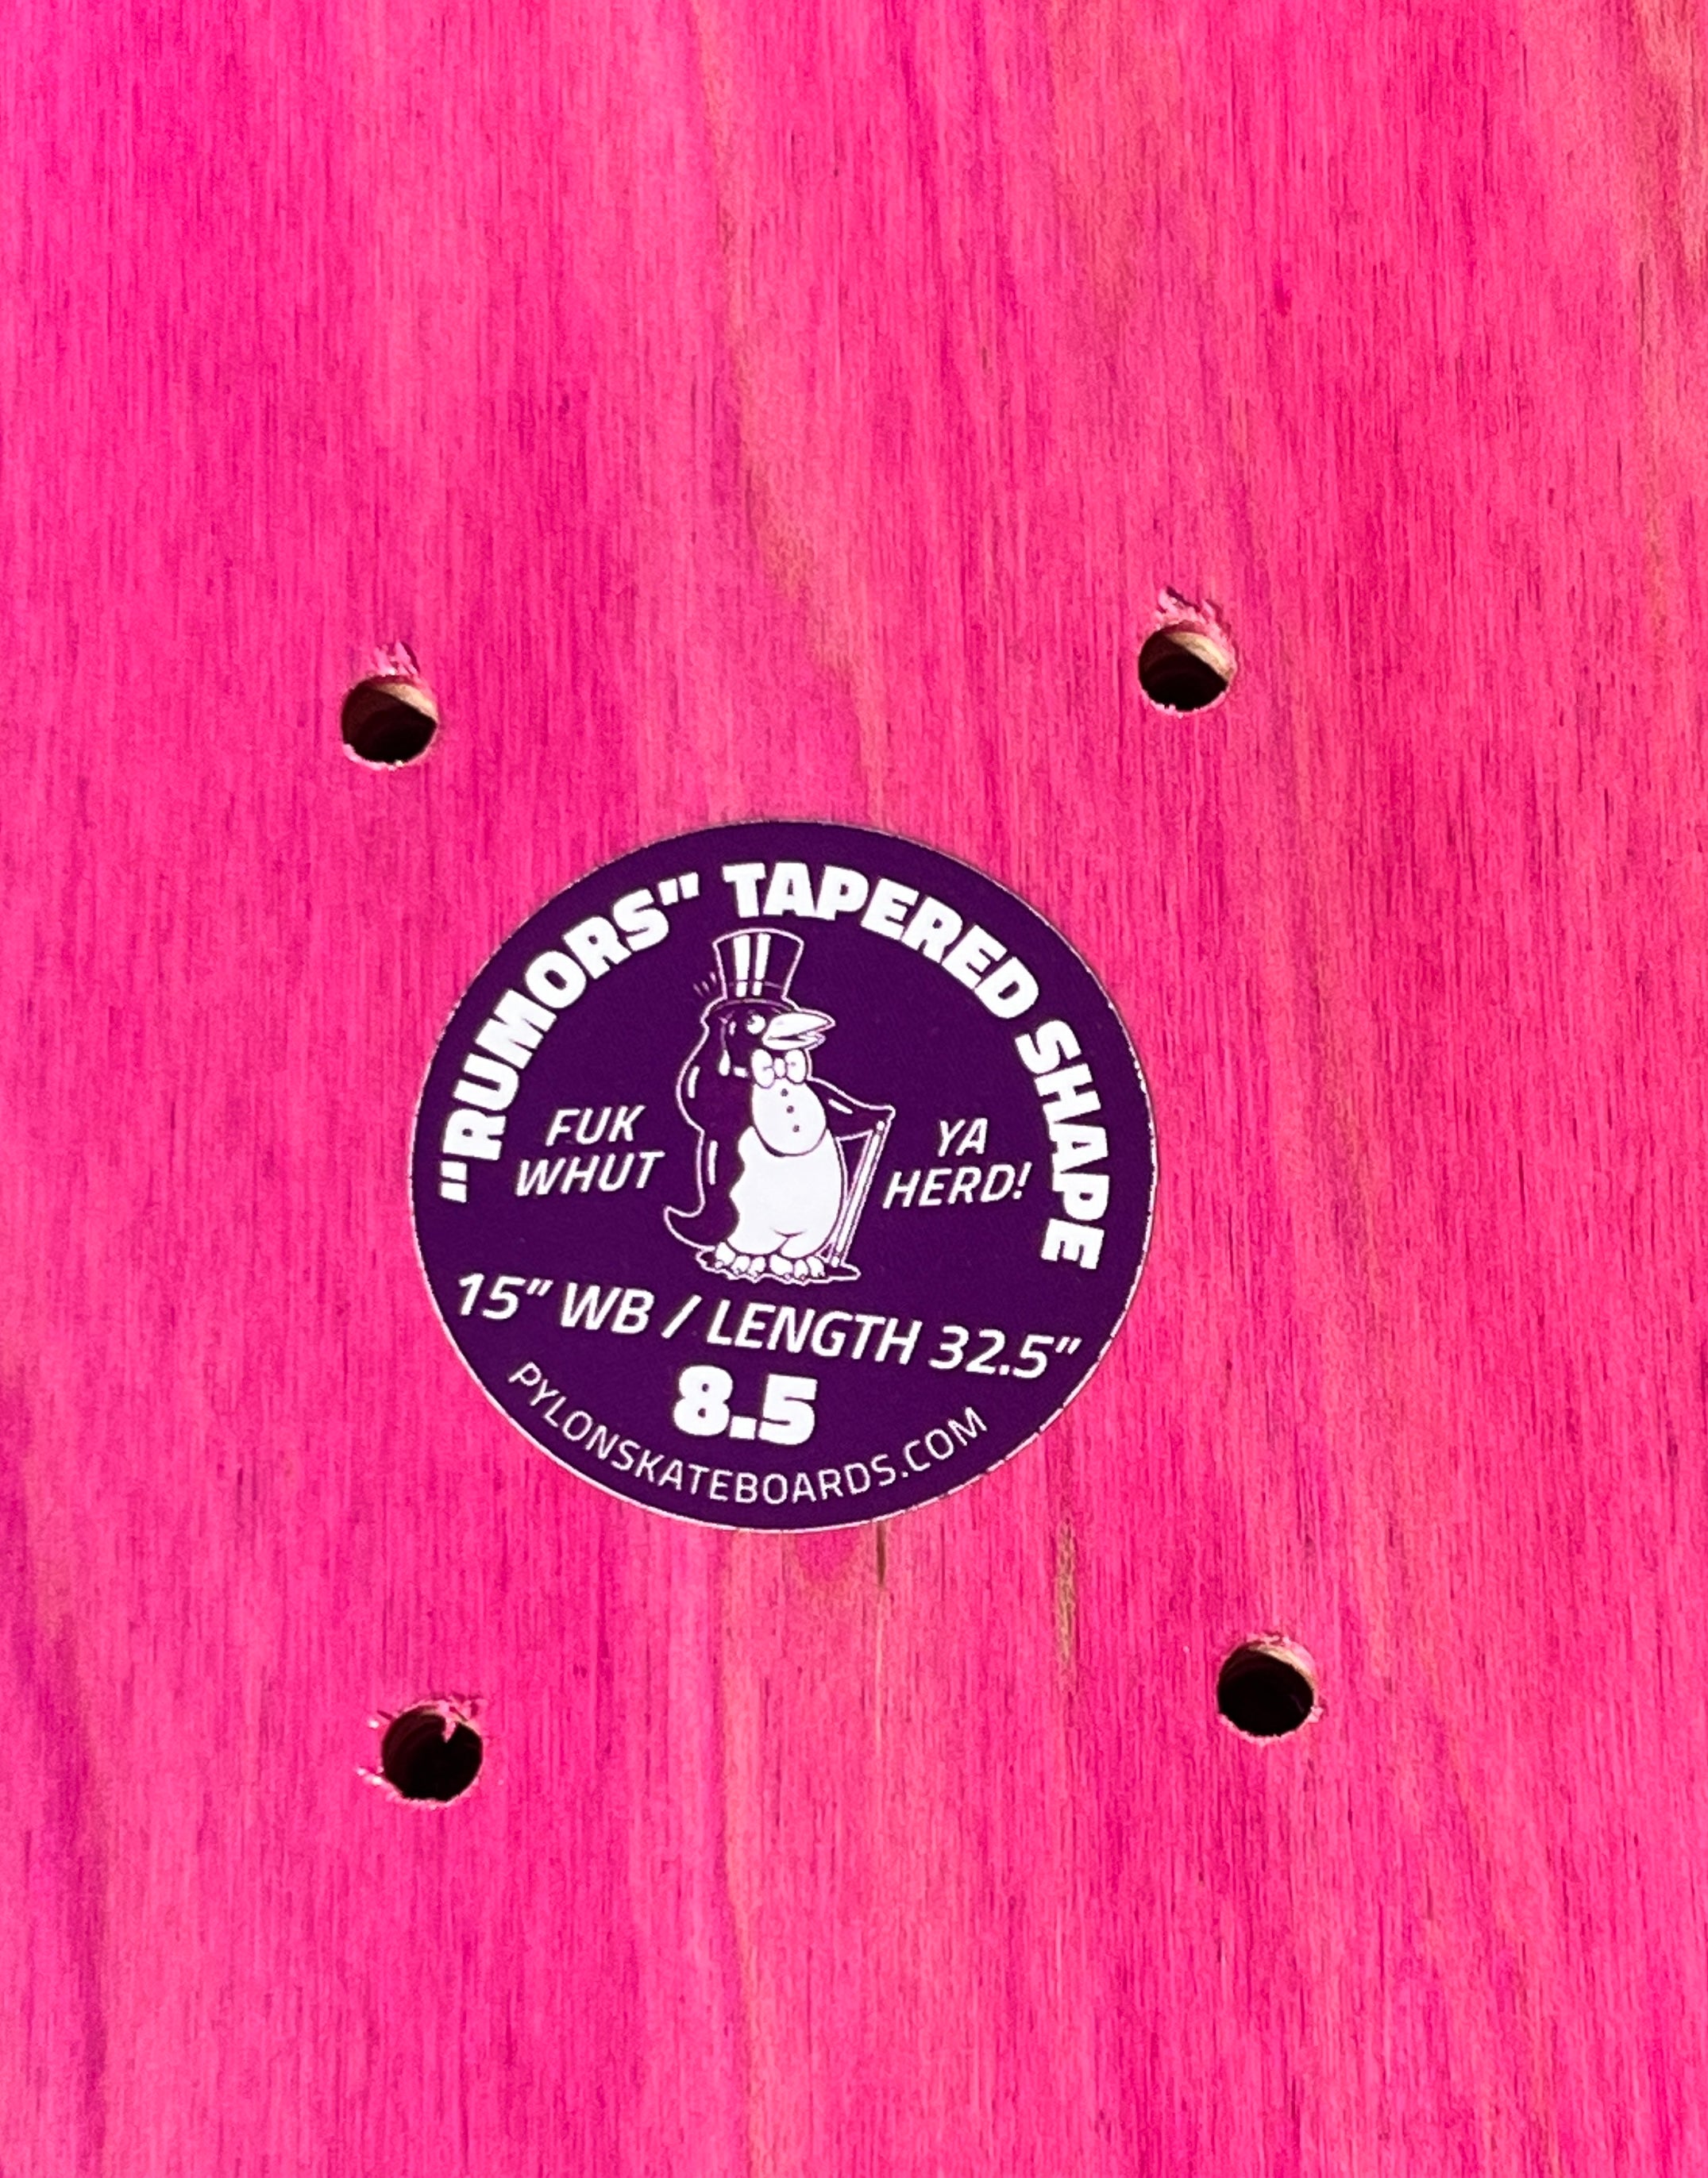 "RUMORS" TAPERED SHAPE
FUK
WHUT
YA
HERD!
15" WB / LENGTH 32.5"
8.5
PYLONSKATEBOARDS.COM